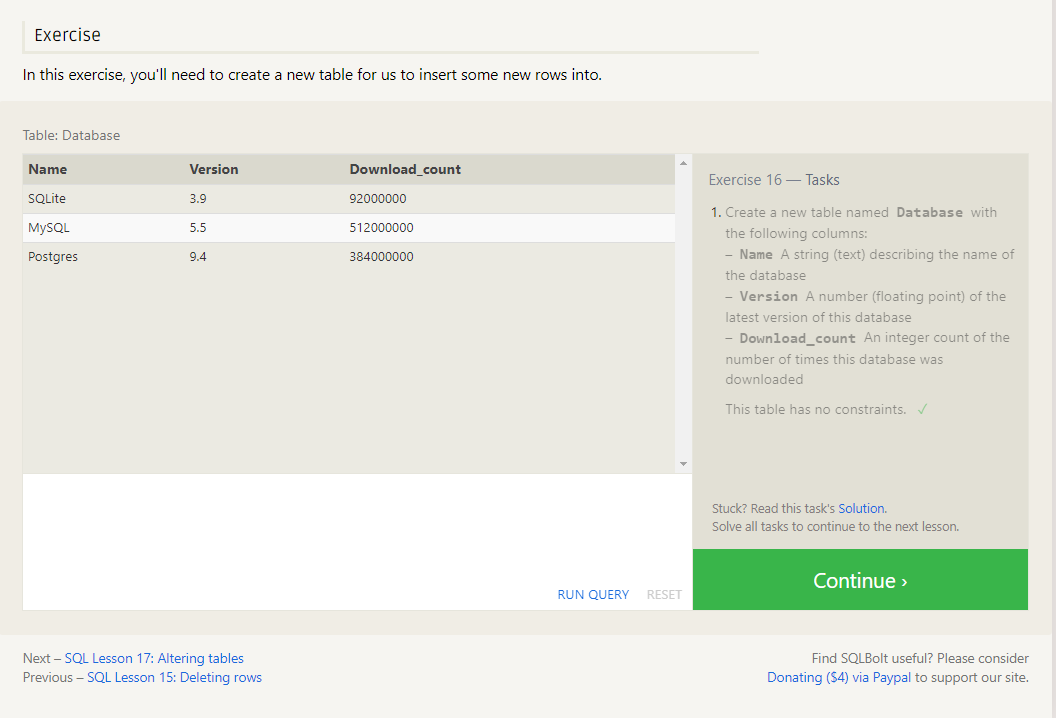 Exercise
In this exercise, you'll need to create a new table for us to insert some new rows into.
Table: Database
Name Version Download_count
SQLite 3.9 92000000
MySQL 5.5 512000000
Postgres 9.4 384000000
RUN QUERY RESET
Exercise 16 — Tasks
1. Create a new table named Database with
the following columns:
– Name A string (text) describing the name of
the database
– Version A number (floating point) of the
latest version of this database
– Download_count An integer count of the
number of times this database was
downloaded
This table has no constraints. ✓
Stuck? Read this task's Solution.
Solve all tasks to continue to the next lesson.
Continue ›
Next – SQL Lesson 17: Altering tables
Previous – SQL Lesson 15: Deleting rows
Find SQLBolt useful? Please consider
Donating ($4) via Paypal to support our site.